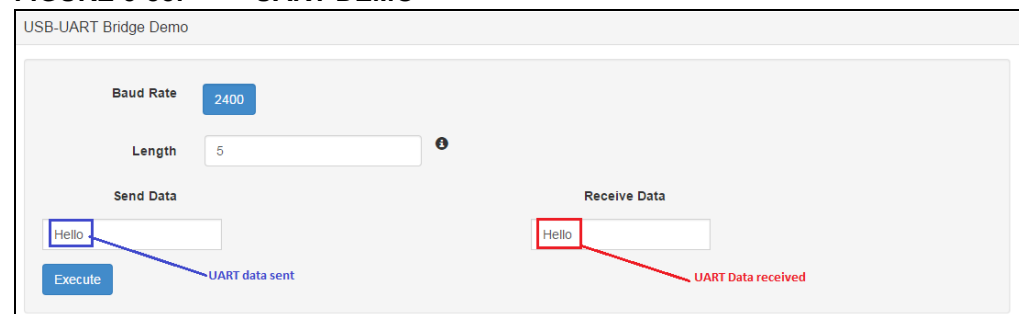 USB-UART Bridge Demo
Baud Rate 2400
Length 5
Send Data Receive Data
Hello Hello
Execute UART data sent UART Data received